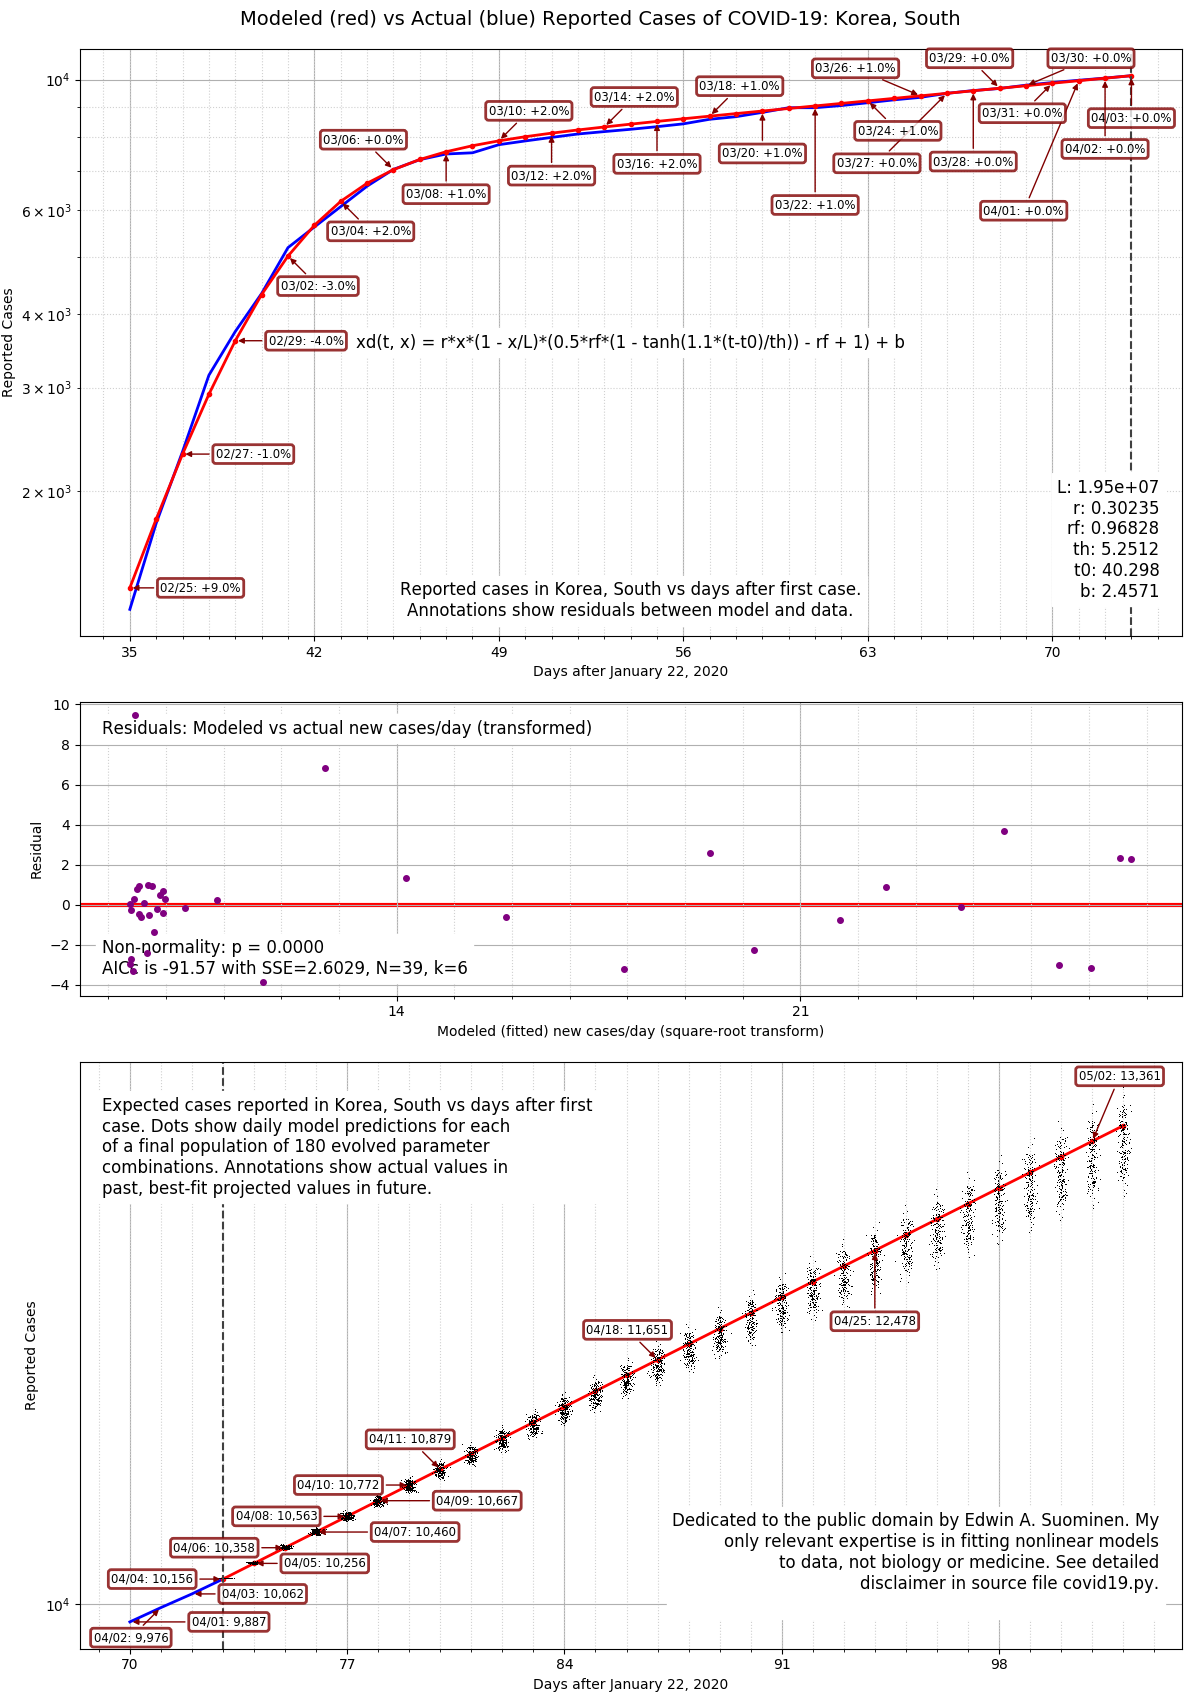 Modeled (red) vs Actual (blue) Reported Cases of COVID-19: Korea, South
03/29: +0.0%
03/30: +0.0%
03/26: +1.0%
10⁴
03/18: +1.0%
03/14: +2.0%
03/10: +2.0%
03/31: +0.0%
04/03: +0.0%
03/24: +1.0%
03/06: +0.0%
04/02: +0.0%
03/20: +1.0%
03/16: +2.0%
03/27: +0.0%
03/28: +0.0%
03/12: +2.0%
03/08: +1.0%
03/22: +1.0%
04/01: +0.0%
6 × 10³
03/04: +2.0%
03/02: -3.0%
4 × 10³
02/29: -4.0%
xd(t, x) = r*x*(1 - x/L)*(0.5*rf*(1 - tanh(1.1*(t-t0)/th)) - rf + 1) + b
Reported Cases
3 × 10³
02/27: -1.0%
2 × 10³
L: 1.95e+07
r: 0.30235
rf: 0.96828
th: 5.2512
t0: 40.298
b: 2.4571
02/25: +9.0%
Reported cases in Korea, South vs days after first case.
Annotations show residuals between model and data.
35 42 49 56 63 70
Days after January 22, 2020
10
Residuals: Modeled vs actual new cases/day (transformed)
8
6
4
Residual
2
0
−2
Non-normality: p = 0.0000
AICc is -91.57 with SSE=2.6029, N=39, k=6
−4
14 21
Modeled (fitted) new cases/day (square-root transform)
05/02: 13,361
Expected cases reported in Korea, South vs days after first
case. Dots show daily model predictions for each
of a final population of 180 evolved parameter
combinations. Annotations show actual values in
past, best-fit projected values in future.
04/25: 12,478
04/18: 11,651
Reported Cases
04/11: 10,879
04/10: 10,772
04/09: 10,667
04/08: 10,563
04/07: 10,460
04/06: 10,358
04/05: 10,256
04/04: 10,156
04/03: 10,062
04/01: 9,887
04/02: 9,976
Dedicated to the public domain by Edwin A. Suominen. My
only relevant expertise is in fitting nonlinear models
to data, not biology or medicine. See detailed
disclaimer in source file covid19.py.
10⁴
70 77 84 91 98
Days after January 22, 2020